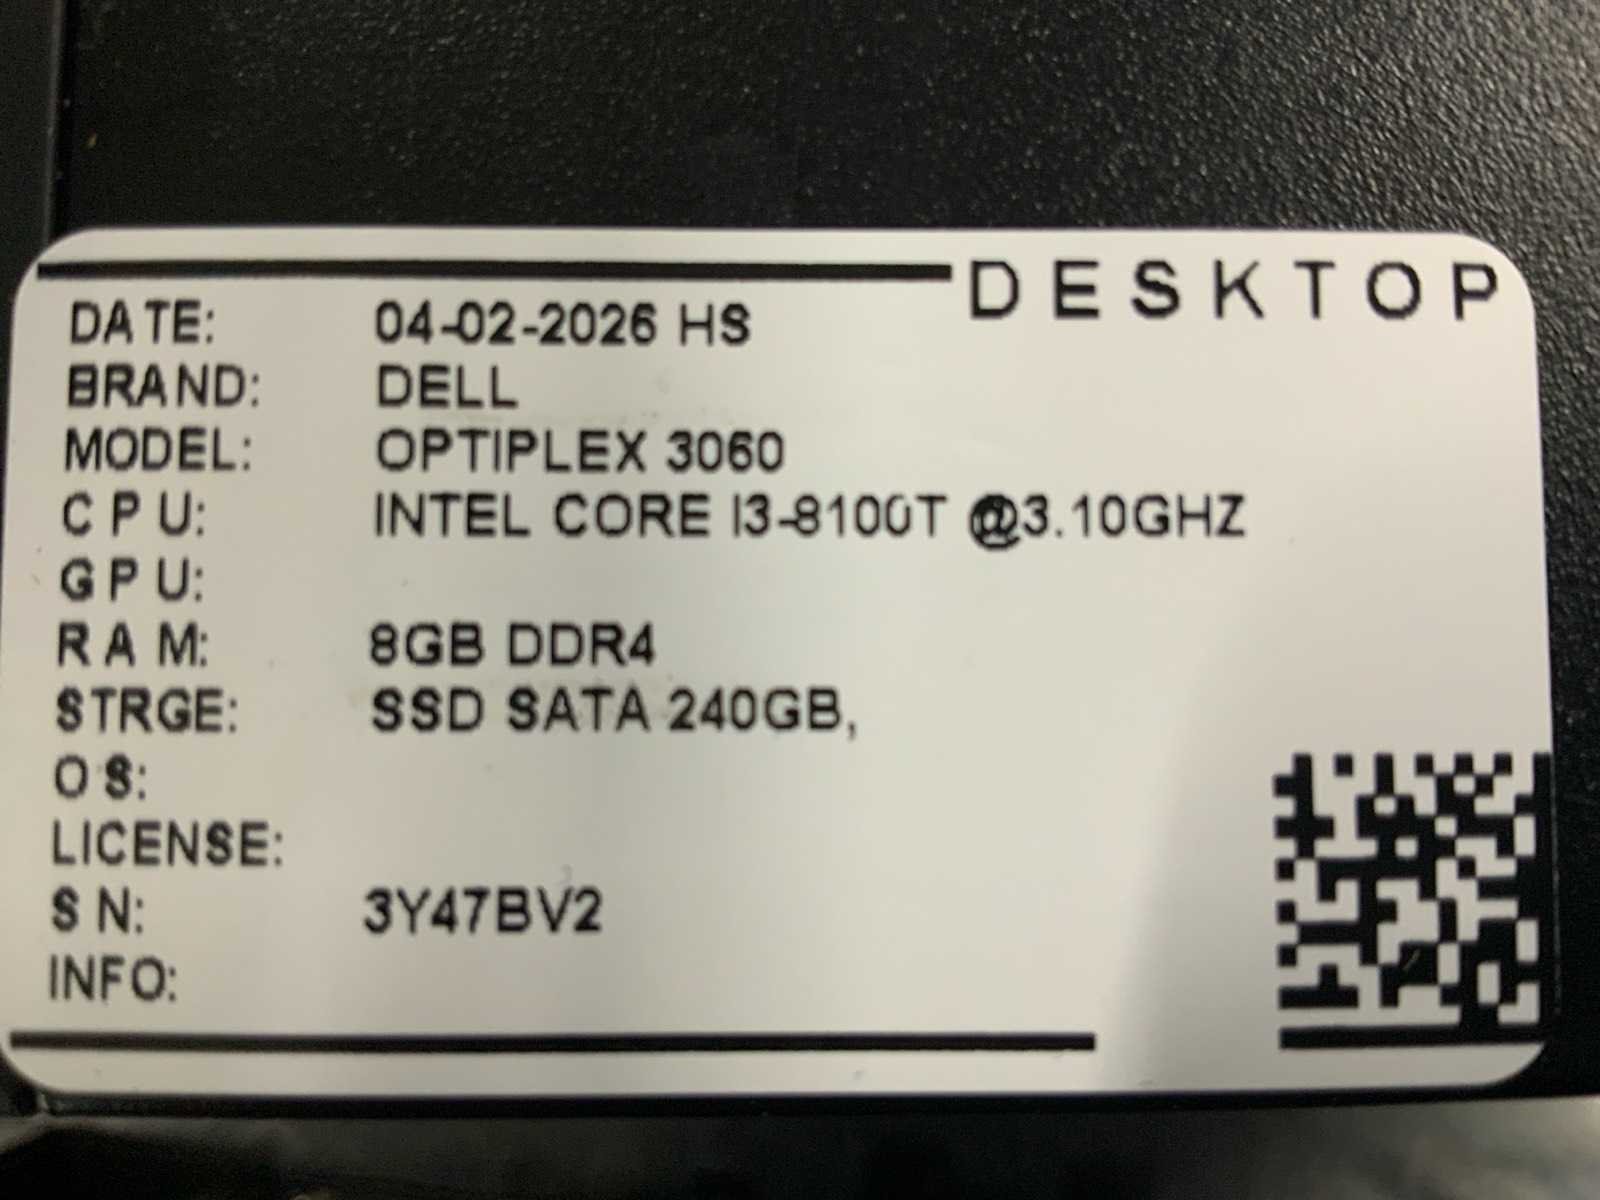 DESKTOP
DATE: 04-02-2026 HS
BRAND: DELL
MODEL: OPTIPLEX 3060
CPU: INTEL CORE I3-8100T @3.10GHZ
GPU:
RAM: 8GB DDR4
STRGE: SSD SATA 240GB,
OS:
LICENSE:
SN: 3Y47BV2
INFO: